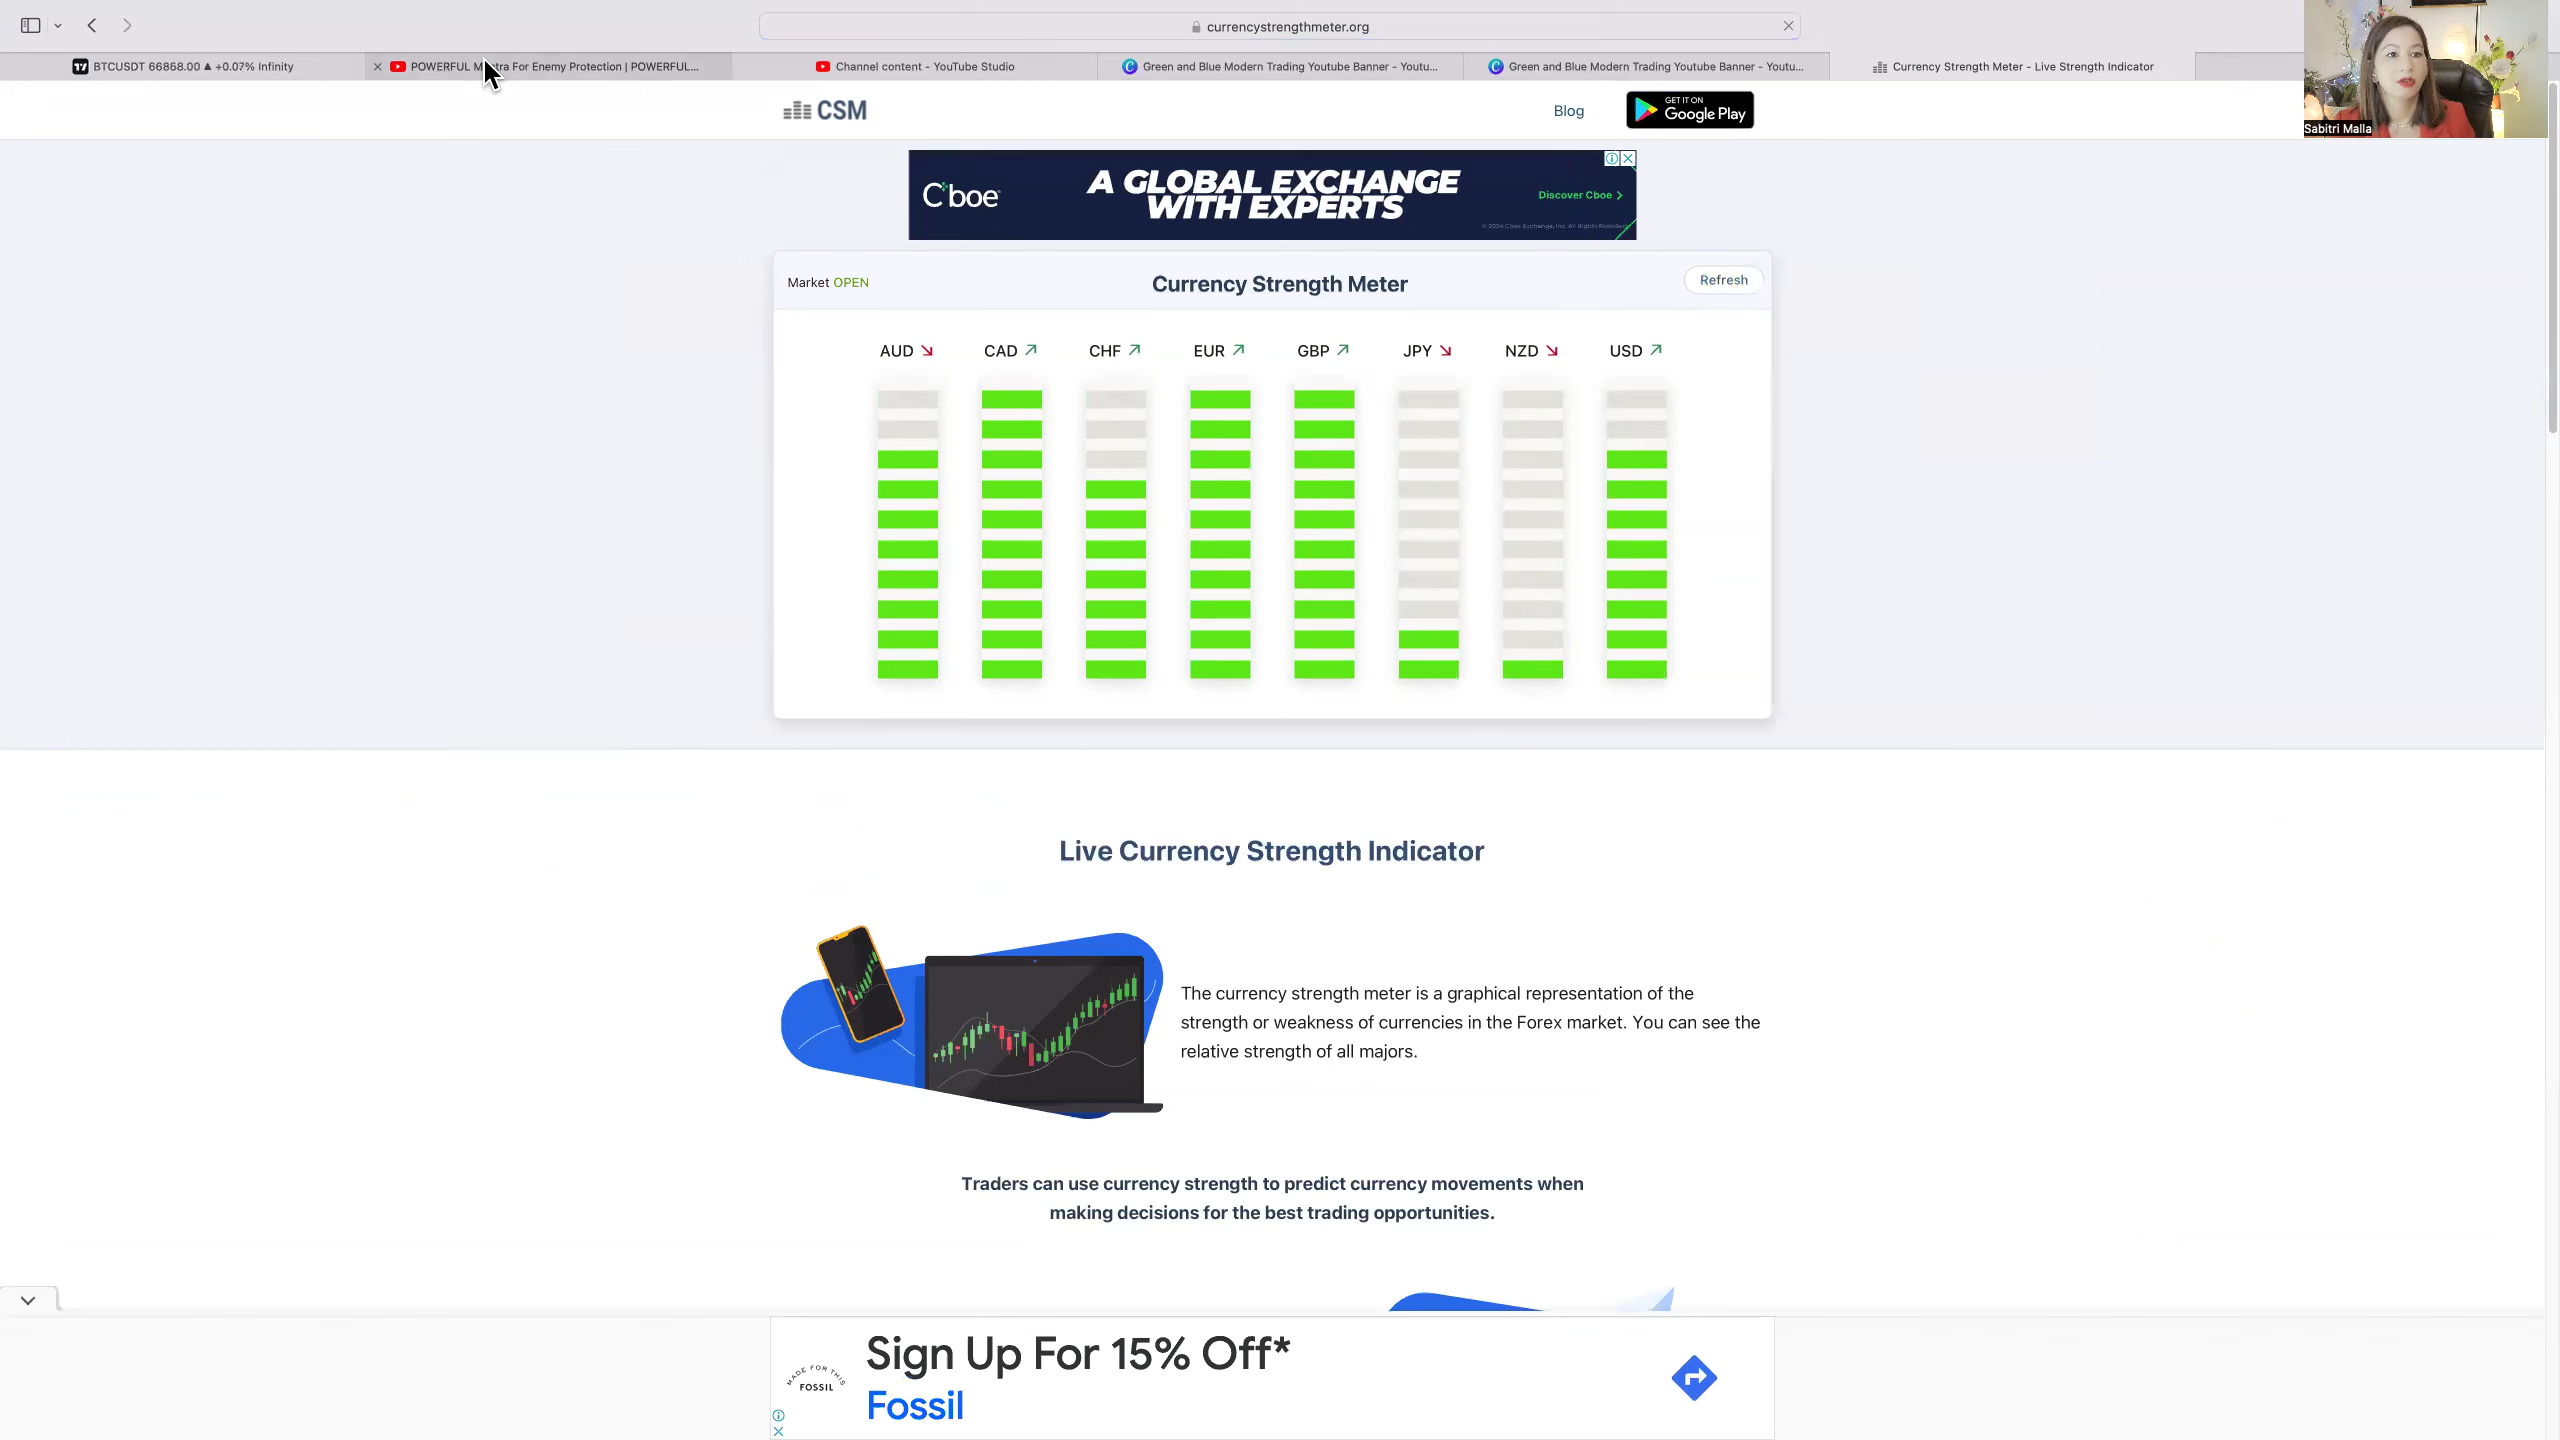 currencystrengthmeter.org
BTCUSDT 66858.00 ▲ +0.07% Infinity
POWERFUL M tra For Enemy Protection | POWERFUL...
Channel content - YouTube Studio
Green and Blue Modern Trading Youtube Banner - Youtu...
Green and Blue Modern Trading Youtube Banner - Youtu...
Currency Strength Meter - Live Strength Indicator
Sabitri Malla
CSM
Blog
GET IT ON
Google Play
Cboe
A GLOBAL EXCHANGE
WITH EXPERTS
Discover Cboe >
Market OPEN
Currency Strength Meter
Refresh
AUD
CAD
CHF
EUR
GBP
JPY
NZD
USD
Live Currency Strength Indicator
The currency strength meter is a graphical representation of the
strength or weakness of currencies in the Forex market. You can see the
relative strength of all majors.
Traders can use currency strength to predict currency movements when
making decisions for the best trading opportunities.
MADE FOR THIS
FOSSIL
Sign Up For 15% Off*
Fossil